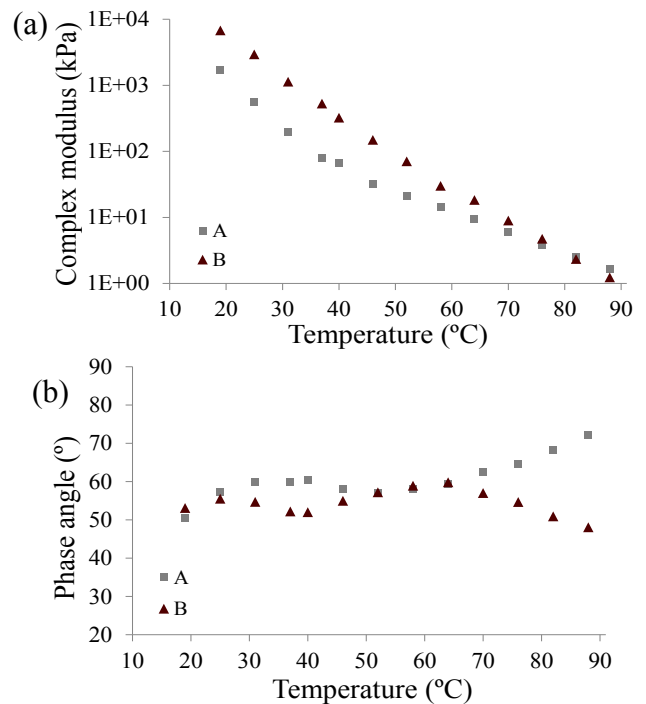 (a)
Complex modulus (kPa)
1E+04
1E+03
1E+02
1E+01
1E+00
A
B
10 20 30 40 50 60 70 80 90
Temperature (ºC)
(b)
Phase angle (º)
90
80
70
60
50
40
30
20
A
B
10 20 30 40 50 60 70 80 90
Temperature (ºC)